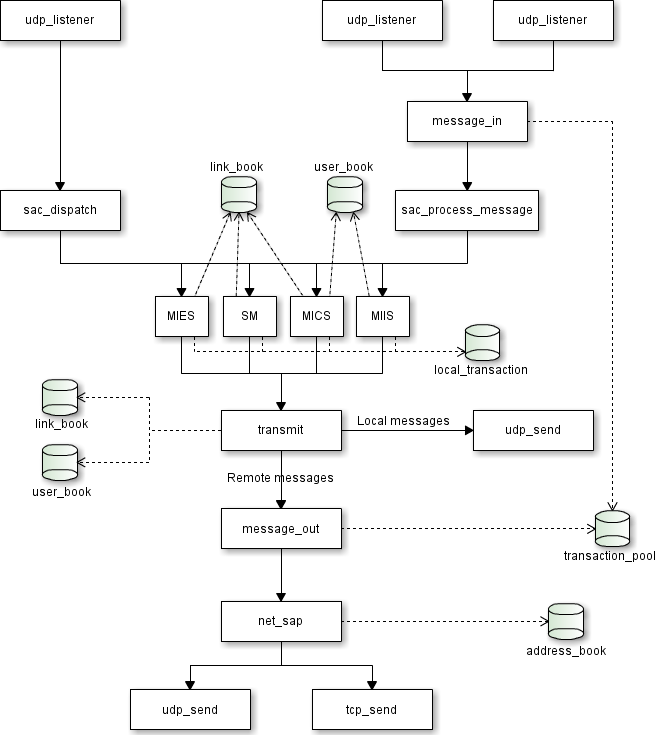 udp_listener
udp_listener
udp_listener
message_in
link_book
user_book
sac_dispatch
sac_process_message
MIES
SM
MICS
MIIS
local_transaction
link_book
transmit
Local messages
udp_send
user_book
Remote messages
message_out
transaction_pool
net_sap
address_book
udp_send
tcp_send